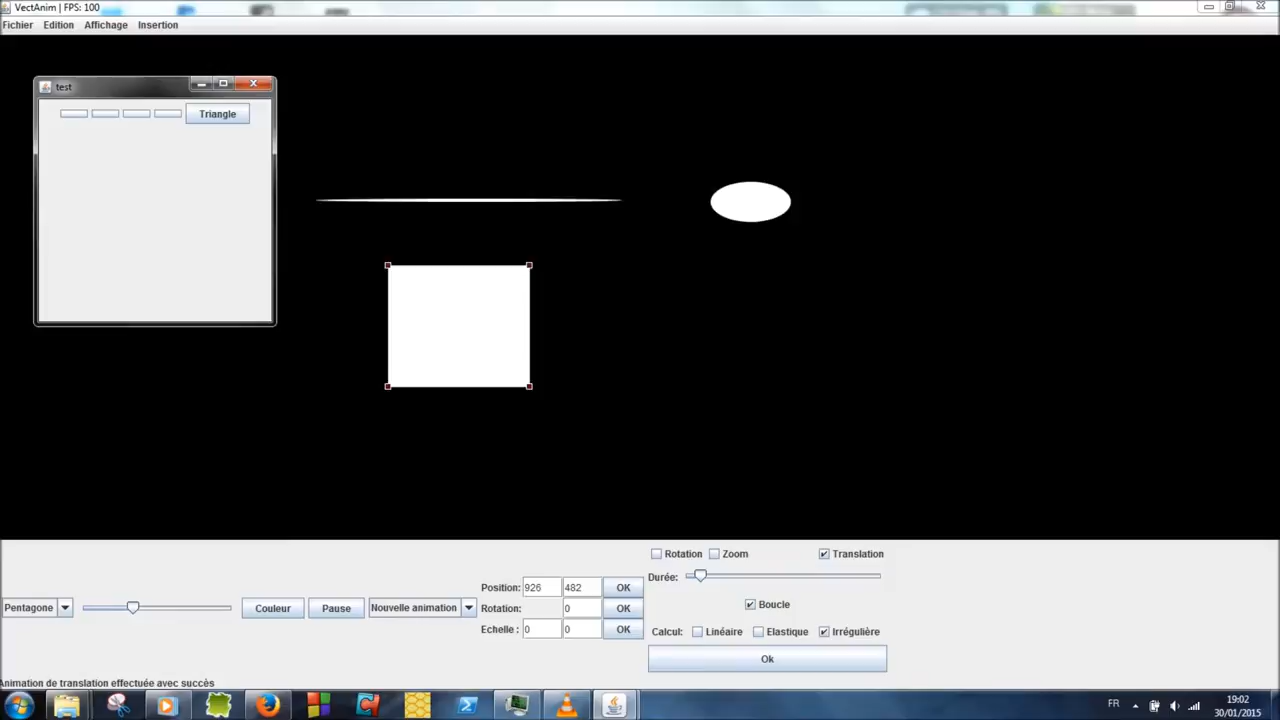 VectAnim | FPS: 100
Fichier Edition Affichage Insertion
test
Triangle
Rotation Zoom Translation
Durée:
Position: 926 482 OK
Pentagone Couleur Pause Nouvelle animation Rotation: 0 OK
Boucle
Echelle : 0 0 OK
Calcul: Linéaire Elastique Irrégulière
Ok
Animation de translation effectuée avec succès
FR 19:02
30/01/2015